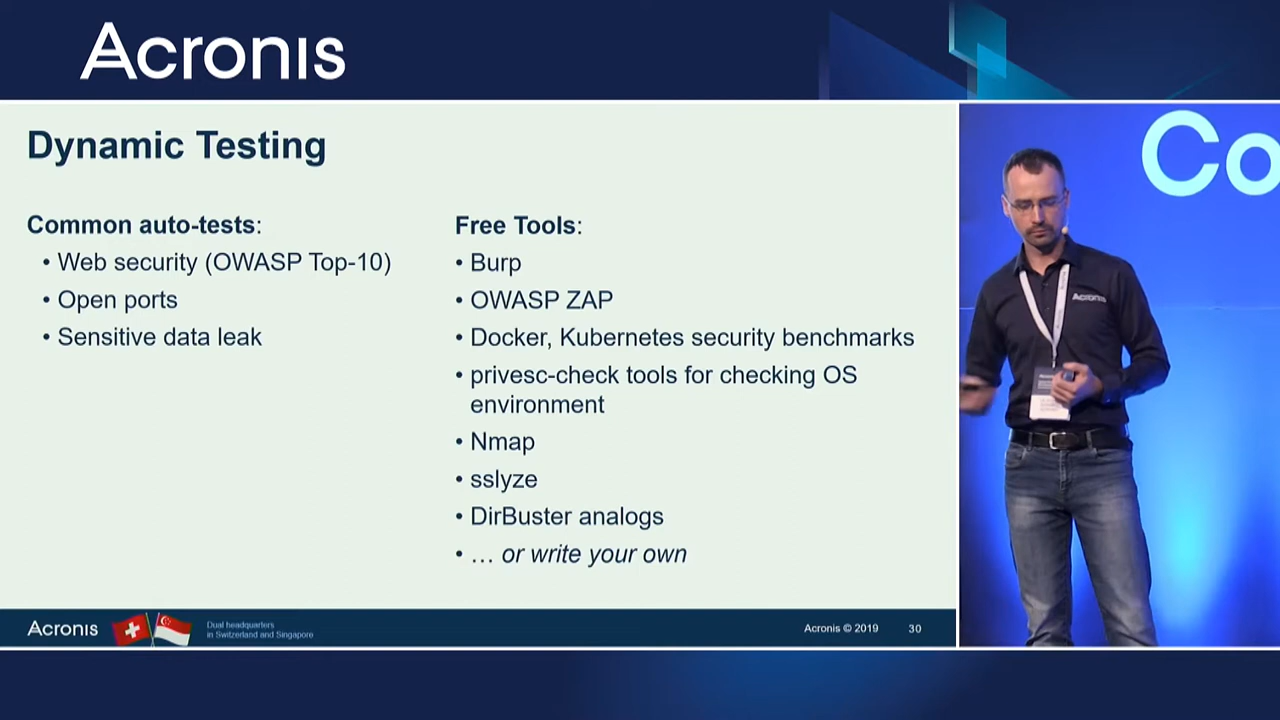 Acronis
Dynamic Testing
Common auto-tests:
• Web security (OWASP Top-10)
• Open ports
• Sensitive data leak
Free Tools:
• Burp
• OWASP ZAP
• Docker, Kubernetes security benchmarks
• privesc-check tools for checking OS
environment
• Nmap
• sslyze
• DirBuster analogs
• … or write your own
Co
Acronis
Acronis
Dual headquarters
in Switzerland and Singapore
Acronis © 2019
30